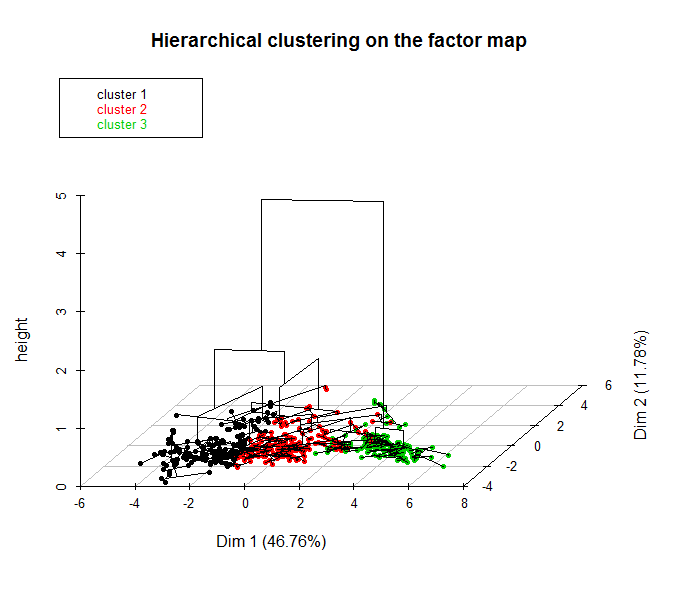 Hierarchical clustering on the factor map
cluster 1
cluster 2
cluster 3
5
4
3
2
1
0
height
-6
-4
-2
0
2
4
6
8
Dim 1 (46.76%)
-4
-2
0
2
4
6
Dim 2 (11.78%)